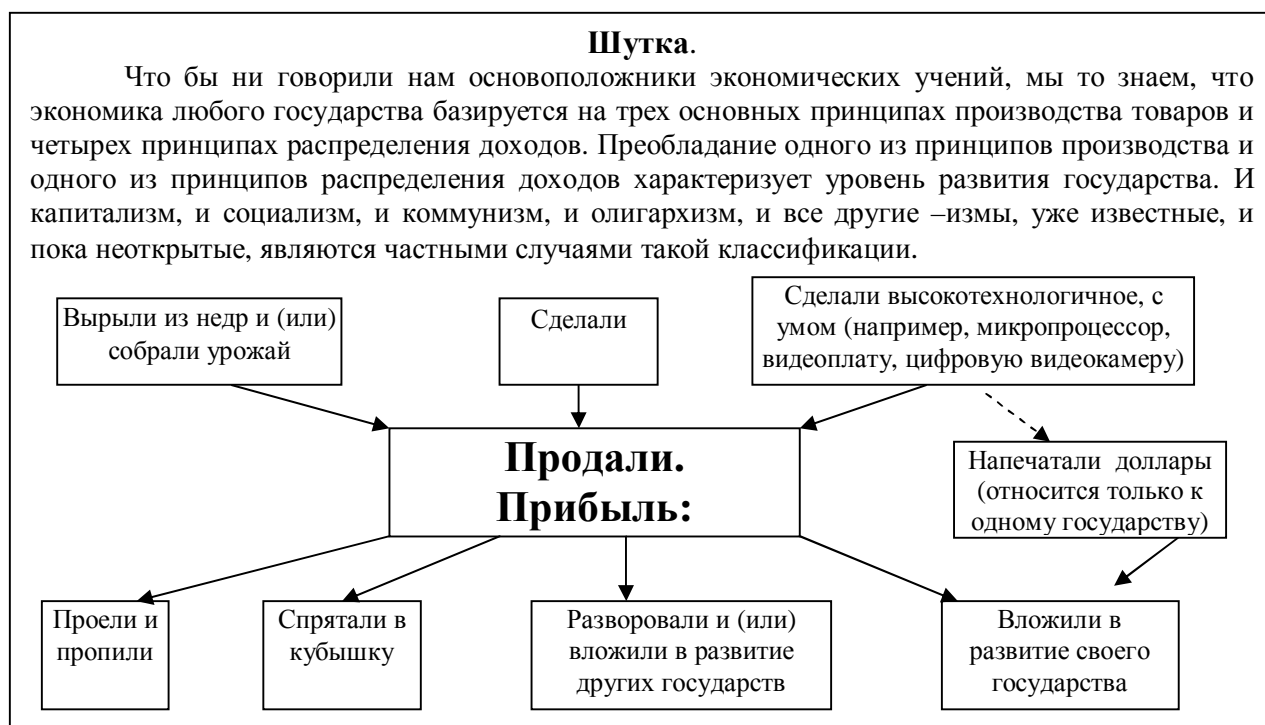 Шутка.
Что бы ни говорили нам основоположники экономических учений, мы то знаем, что
экономика любого государства базируется на трех основных принципах производства товаров и
четырех принципах распределения доходов. Преобладание одного из принципов производства и
одного из принципов распределения доходов характеризует уровень развития государства. И
капитализм, и социализм, и коммунизм, и олигархизм, и все другие –измы, уже известные, и
пока неоткрытые, являются частными случаями такой классификации.
Вырыли из недр и (или)
собрали урожай
Сделали
Сделали высокотехнологичное, с
умом (например, микропроцессор,
видеоплату, цифровую видеокамеру)
Продали.
Прибыль:
Напечатали доллары
(относится только к
одному государству)
Проели и
пропили
Спрятали в
кубышку
Разворовали и (или)
вложили в развитие
других государств
Вложили в
развитие своего
государства